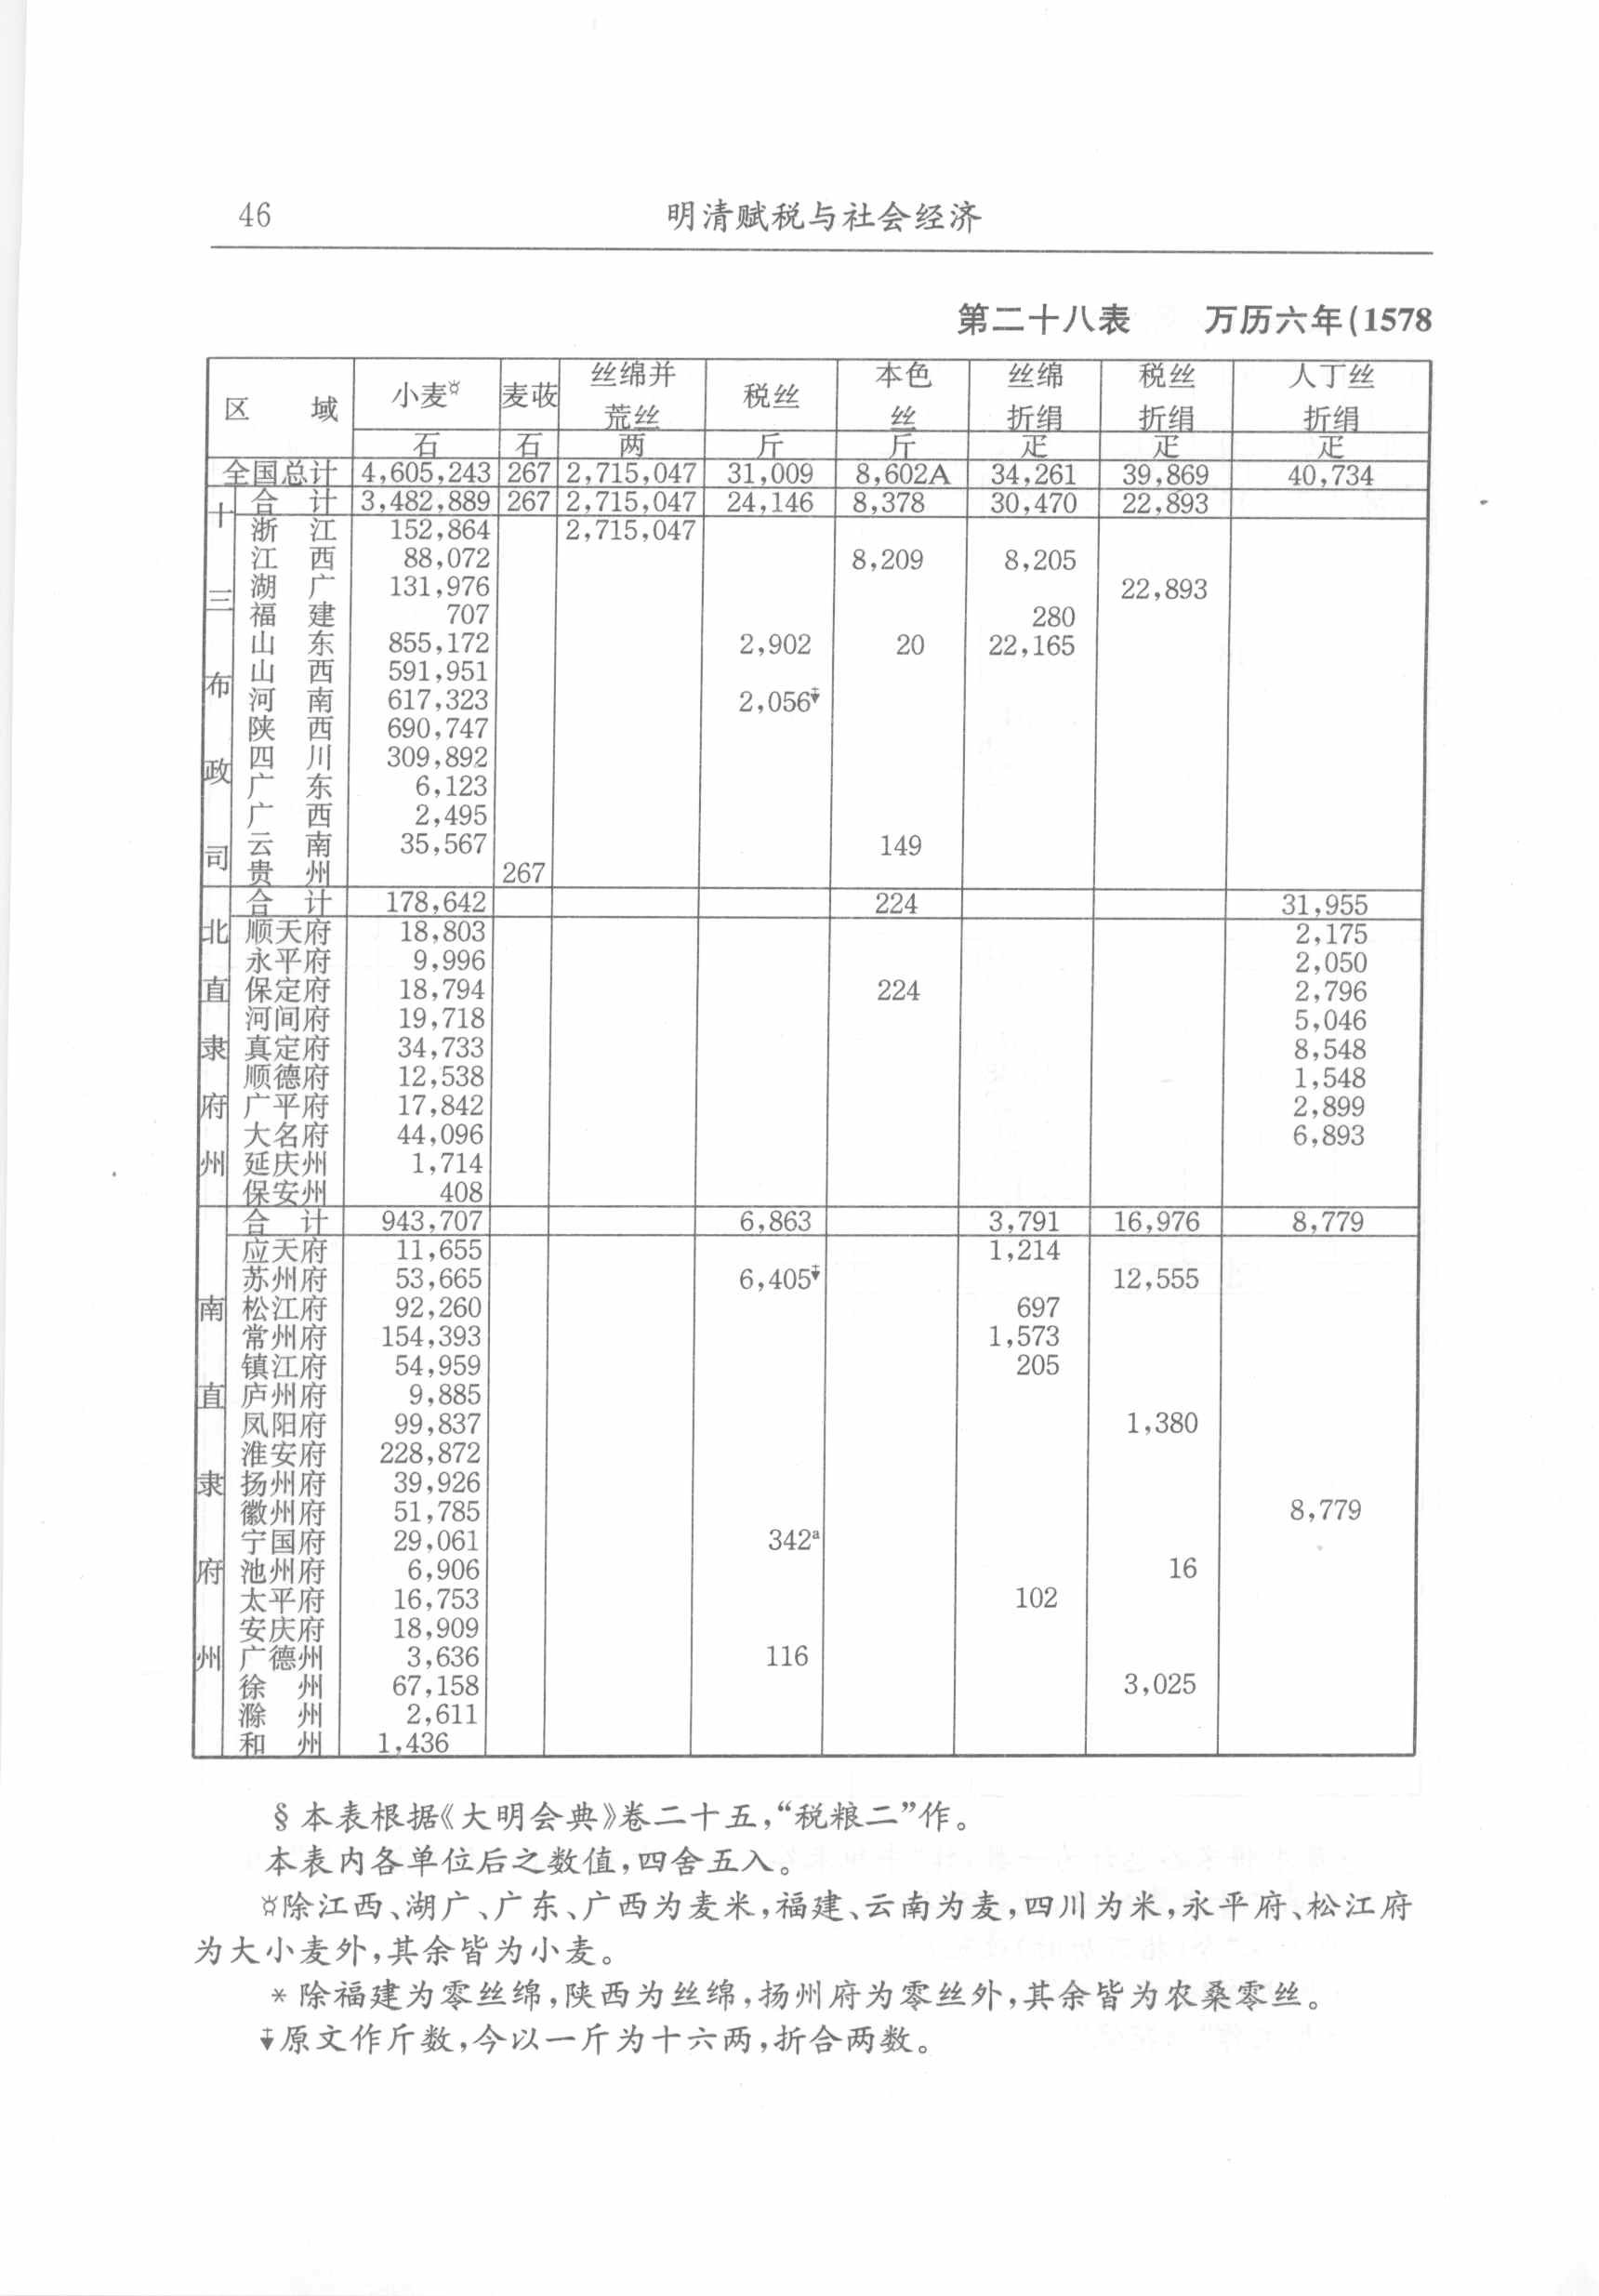 46 明清赋税与社会经济
第二十八表 万历六年(1578
区 域 小麦 麦荍 丝绵并荒丝 税丝 本色丝 丝绵折绢 税丝折绢 人丁丝折绢
石 石 两 斤 斤 疋 疋 疋
全国总计 4,605,243 267 2,715,047 31,009 8,602A 34,261 39,869 40,734
十三布政司
合 计 3,482,889 267 2,715,047 24,146 8,378 30,470 22,893
浙 江 152,864 2,715,047
江 西 88,072 8,209 8,205
湖 广 131,976 22,893
福 建 707 280
山 东 855,172 2,902 20 22,165
山 西 591,951
河 南 617,323 2,056
陕 西 690,747
四 川 309,892
广 东 6,123
广 西 2,495
云 南 35,567 149
贵 州 267
北直隶府州
合 计 178,642 224 31,955
顺天府 18,803 2,175
永平府 9,996 2,050
保定府 18,794 224 2,796
河间府 19,718 5,046
真定府 34,733 8,548
顺德府 12,538 1,548
广平府 17,842 2,899
大名府 44,096 6,893
延庆州 1,714
保安州 408
南直隶府州
合 计 943,707 6,863 3,791 16,976 8,779
应天府 11,655 1,214
苏州府 53,665 6,405 12,555
松江府 92,260 697
常州府 154,393 1,573
镇江府 54,959 205
庐州府 9,885
凤阳府 99,837 1,380
淮安府 228,872
扬州府 39,926
徽州府 51,785 8,779
宁国府 29,061 342ª
池州府 6,906 16
太平府 16,753 102
安庆府 18,909
广德州 3,636 116
徐 州 67,158 3,025
滁 州 2,611
和 州 1,436
§ 本表根据《大明会典》卷二十五,“税粮二”作。
本表内各单位后之数值,四舍五入。
除江西、湖广、广东、广西为麦米,福建、云南为麦,四川为米,永平府、松江府
为大小麦外,其余皆为小麦。
* 除福建为零丝绵,陕西为丝绵,扬州府为零丝外,其余皆为农桑零丝。
原文作斤数,今以一斤为十六两,折合两数。